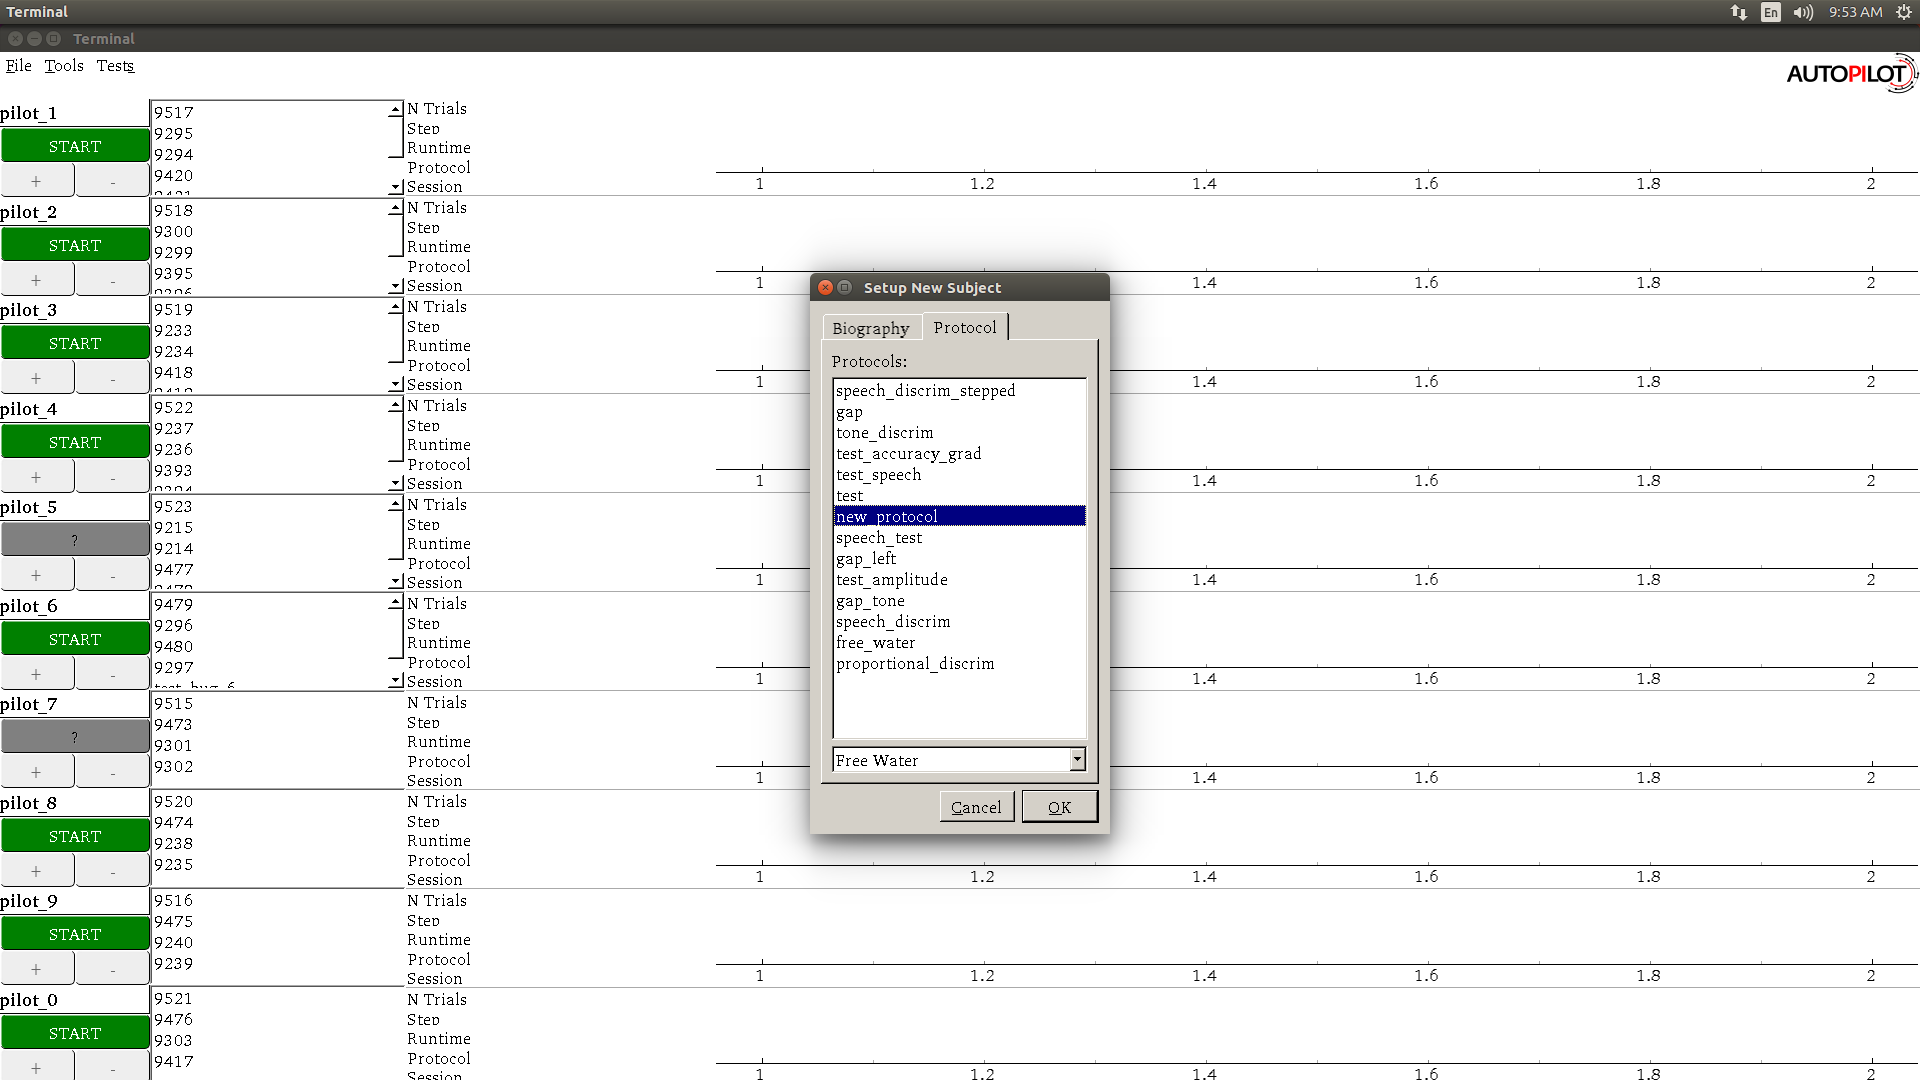 Terminal
En 9:53 AM
Terminal
File Tools Tests
AUTOPILOT
pilot_1
START
+ -
9517
9295
9294
9420
N Trials
Step
Runtime
Protocol
Session
1 1.2 1.4 1.6 1.8 2
pilot_2
START
+ -
9518
9300
9299
9395
N Trials
Step
Runtime
Protocol
Session
1 1.2 1.4 1.6 1.8 2
pilot_3
START
+ -
9519
9233
9234
9418
N Trials
Step
Runtime
Protocol
Session
1 1.4 1.6 1.8 2
pilot_4
START
+ -
9522
9237
9236
9393
N Trials
Step
Runtime
Protocol
Session
1 1.4 1.6 1.8 2
pilot_5
?
+ -
9523
9215
9214
9477
N Trials
Step
Runtime
Protocol
Session
1 1.4 1.6 1.8 2
pilot_6
START
+ -
9479
9296
9480
9297
test_bug_6
N Trials
Step
Runtime
Protocol
Session
1 1.4 1.6 1.8 2
pilot_7
?
+ -
9515
9473
9301
9302
N Trials
Step
Runtime
Protocol
Session
1 1.4 1.6 1.8 2
pilot_8
START
+ -
9520
9474
9238
9235
N Trials
Step
Runtime
Protocol
Session
1 1.2 1.4 1.6 1.8 2
pilot_9
START
+ -
9516
9475
9240
9239
N Trials
Step
Runtime
Protocol
Session
1 1.2 1.4 1.6 1.8 2
pilot_0
START
+ -
9521
9476
9303
9417
N Trials
Step
Runtime
Protocol
Session
1 1.2 1.4 1.6 1.8 2
Setup New Subject
Biography Protocol
Protocols:
speech_discrim_stepped
gap
tone_discrim
test_accuracy_grad
test_speech
test
new_protocol
speech_test
gap_left
test_amplitude
gap_tone
speech_discrim
free_water
proportional_discrim
Free Water
Cancel OK